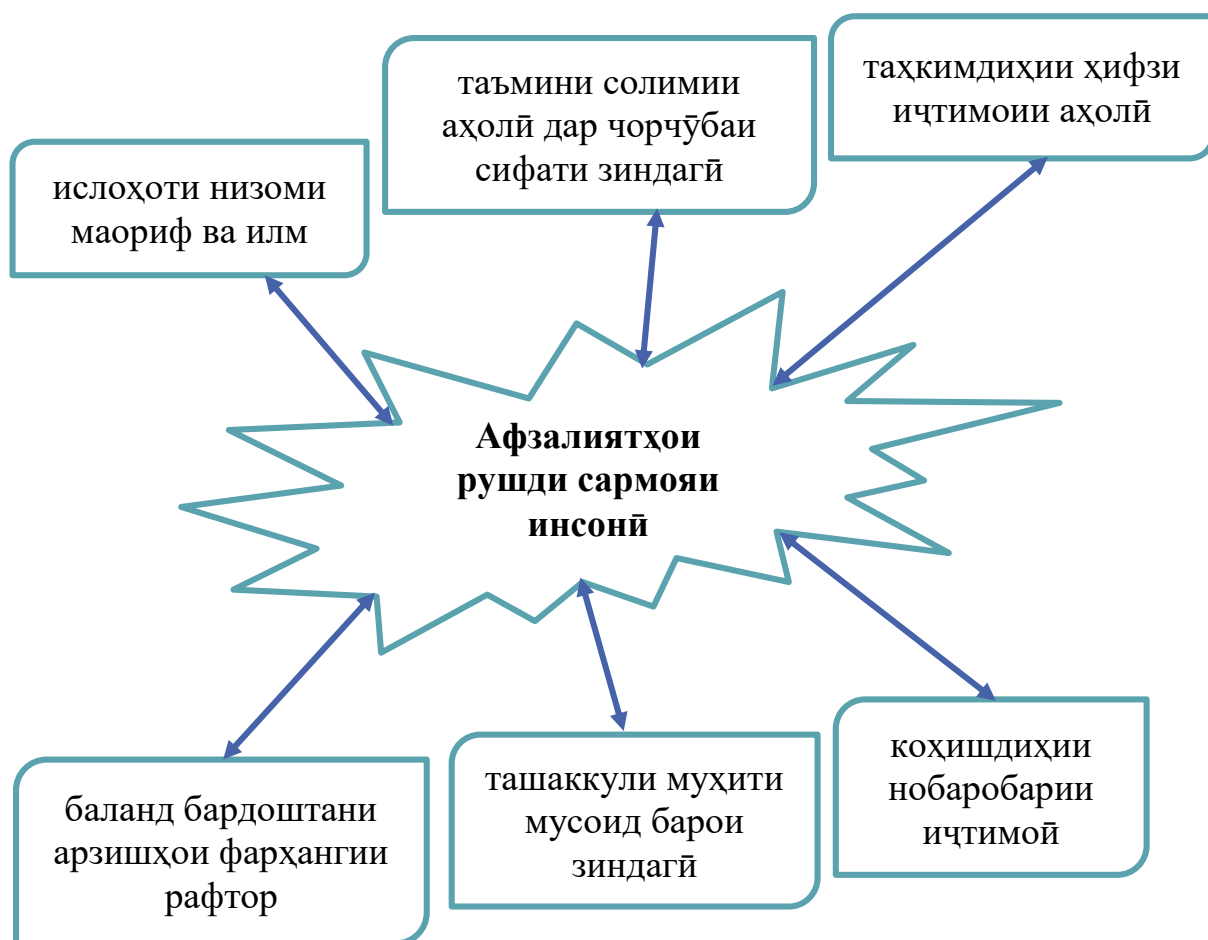 ислоҳоти низоми
маориф ва илм
таъмини солимии
аҳолӣ дар чорчӯбаи
сифати зиндагӣ
таҳкимдиҳии ҳифзи
иҷтимоии аҳолӣ
Афзалиятҳои
рушди сармояи
инсонӣ
баланд бардоштани
арзишҳои фарҳангии
рафтор
ташаккули муҳити
мусоид барои
зиндагӣ
коҳишдиҳии
нобаробарии
иҷтимоӣ